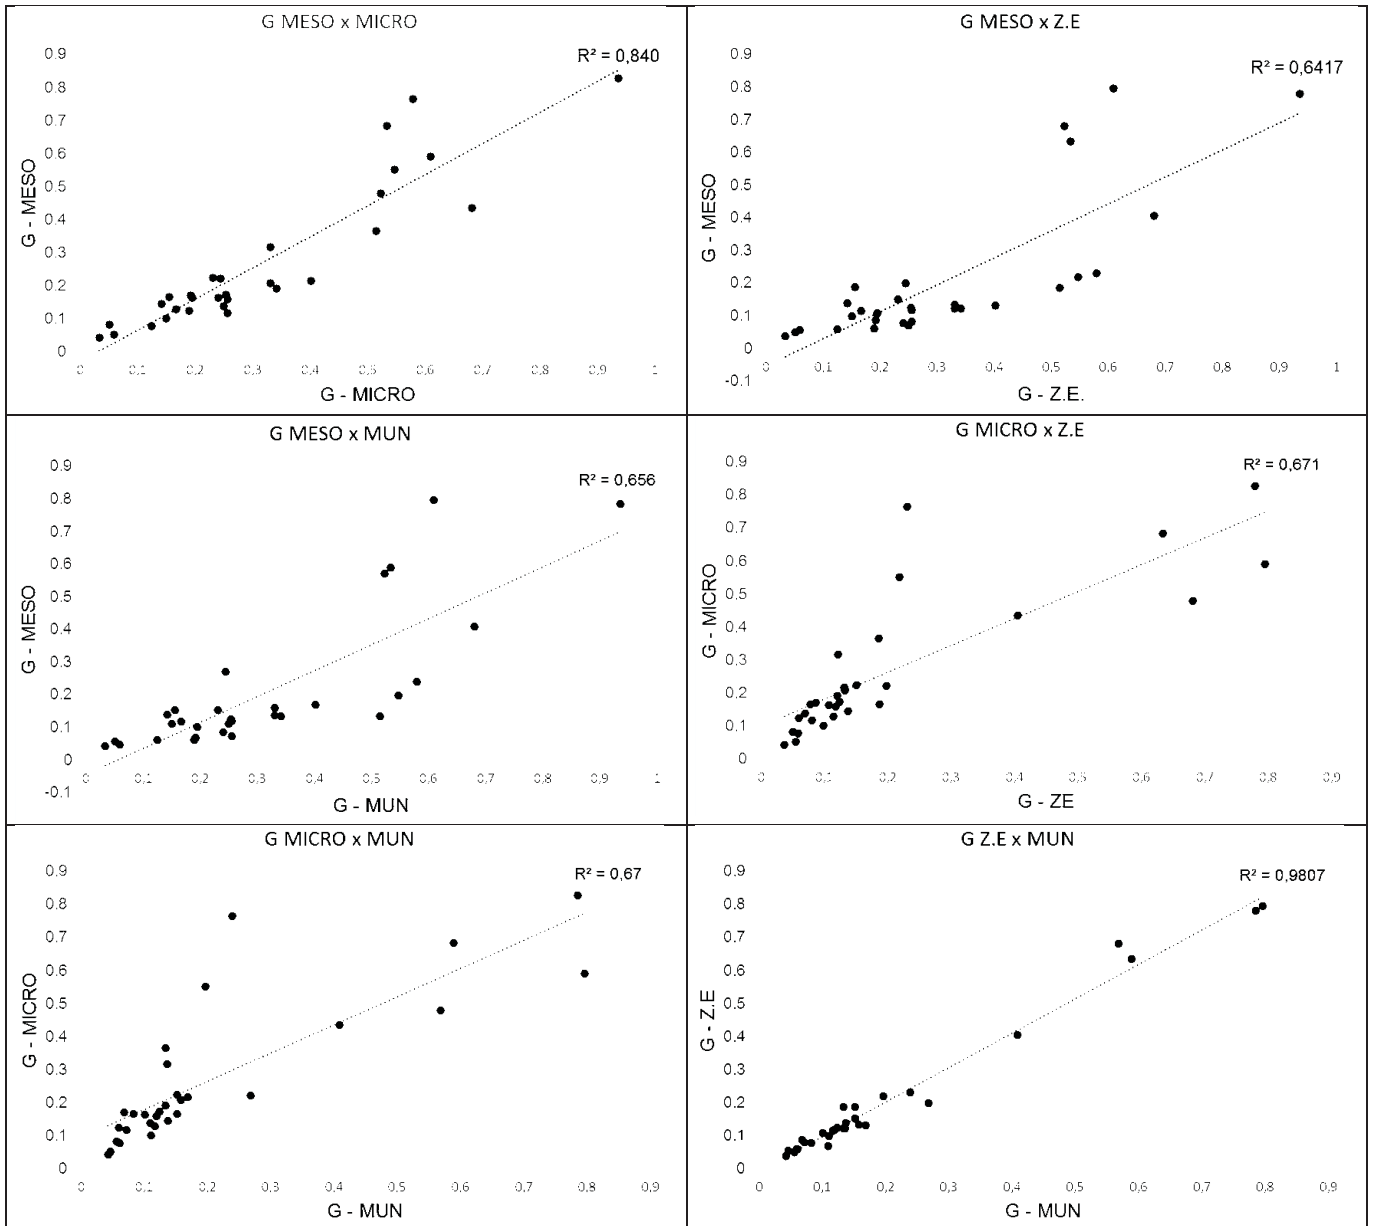 G MESO x MICRO
R² = 0,840
0.9
0.8
0.7
0.6
0.5
0.4
0.3
0.2
0.1
0
G - MESO
0 0,1 0,2 0,3 0,4 0,5 0,6 0,7 0,8 0,9 1
G - MICRO
G MESO x Z.E
R² = 0,6417
0.9
0.8
0.7
0.6
0.5
0.4
0.3
0.2
0.1
0
-0.1
G - MESO
0 0,1 0,2 0,3 0,4 0,5 0,6 0,7 0,8 0,9 1
G - Z.E.
G MESO x MUN
R² = 0,656
0.9
0.8
0.7
0.6
0.5
0.4
0.3
0.2
0.1
0
-0.1
G - MESO
0 0,1 0,2 0,3 0,4 0,5 0,6 0,7 0,8 0,9 1
G - MUN
G MICRO x Z.E
R² = 0,671
0.9
0.8
0.7
0.6
0.5
0.4
0.3
0.2
0.1
0
G - MICRO
0 0,1 0,2 0,3 0,4 0,5 0,6 0,7 0,8 0,9
G - ZE
G MICRO x MUN
R² = 0,67
0.9
0.8
0.7
0.6
0.5
0.4
0.3
0.2
0.1
0
G - MICRO
0 0,1 0,2 0,3 0,4 0,5 0,6 0,7 0,8 0,9
G - MUN
G Z.E x MUN
R² = 0,9807
0.9
0.8
0.7
0.6
0.5
0.4
0.3
0.2
0.1
0
G - Z.E
0 0,1 0,2 0,3 0,4 0,5 0,6 0,7 0,8 0,9
G - MUN